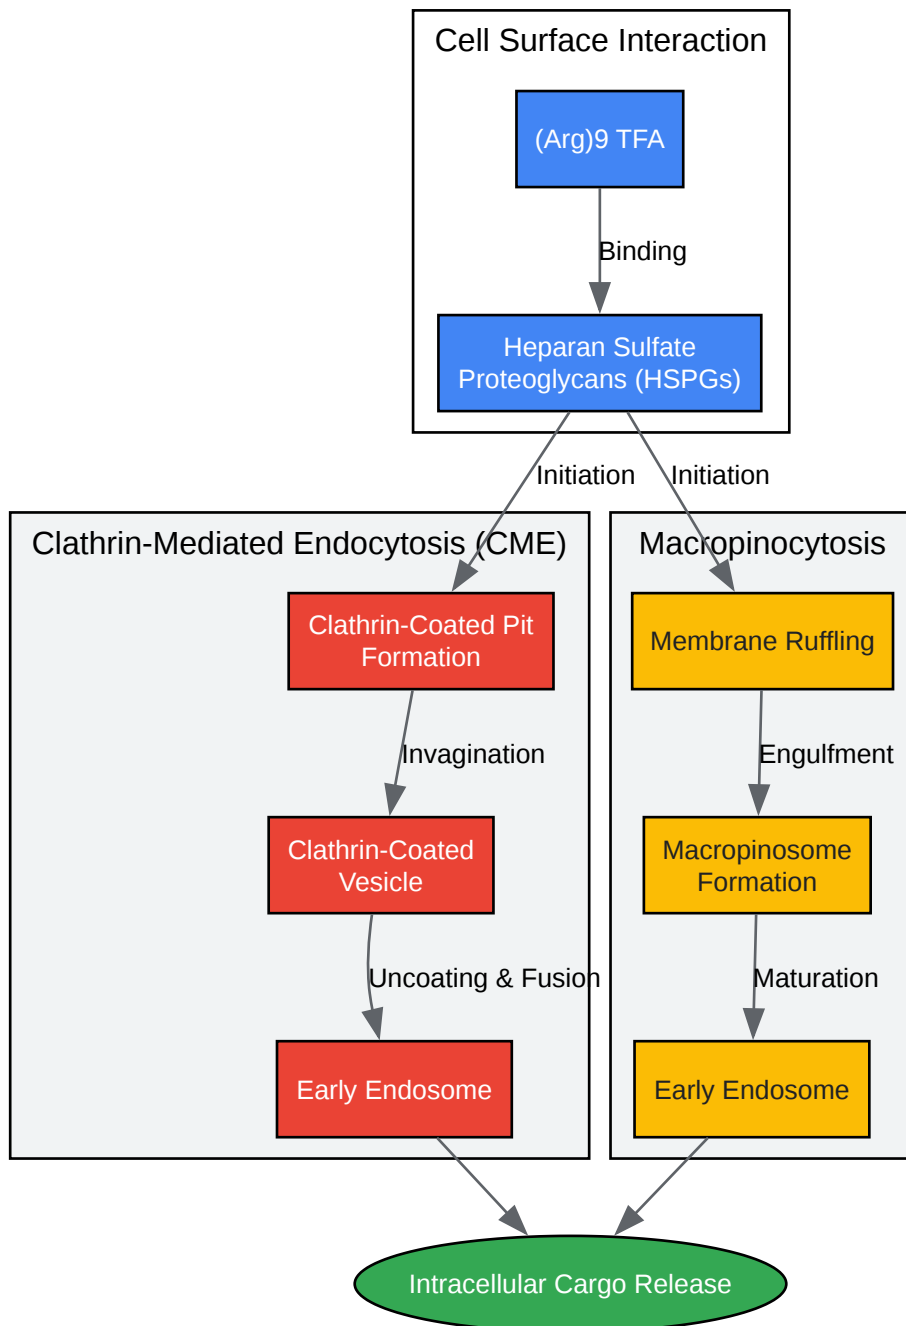 Cell Surface Interaction
(Arg)9 TFA
Binding
Heparan Sulfate
Proteoglycans (HSPGs)
Initiation
Initiation
Clathrin-Mediated Endocytosis (CME)
Clathrin-Coated Pit
Formation
Invagination
Clathrin-Coated
Vesicle
Uncoating & Fusion
Early Endosome
Macropinocytosis
Membrane Ruffling
Engulfment
Macropinosome
Formation
Maturation
Early Endosome
Intracellular Cargo Release